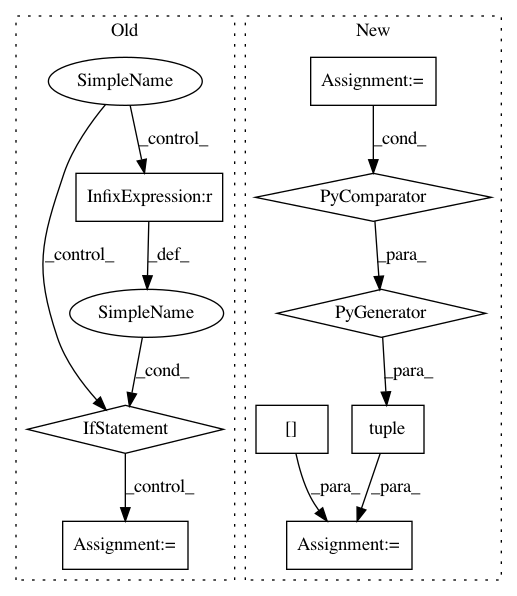 Old
New
SimpleName
Assignment:=
_control_
_cond_
InfixExpression:r
PyComparator
_control_
_def_
_para_
SimpleName
PyGenerator
_cond_
_para_
IfStatement
[]
tuple
_control_
_para_
_para_
Assignment:=
Assignment:=